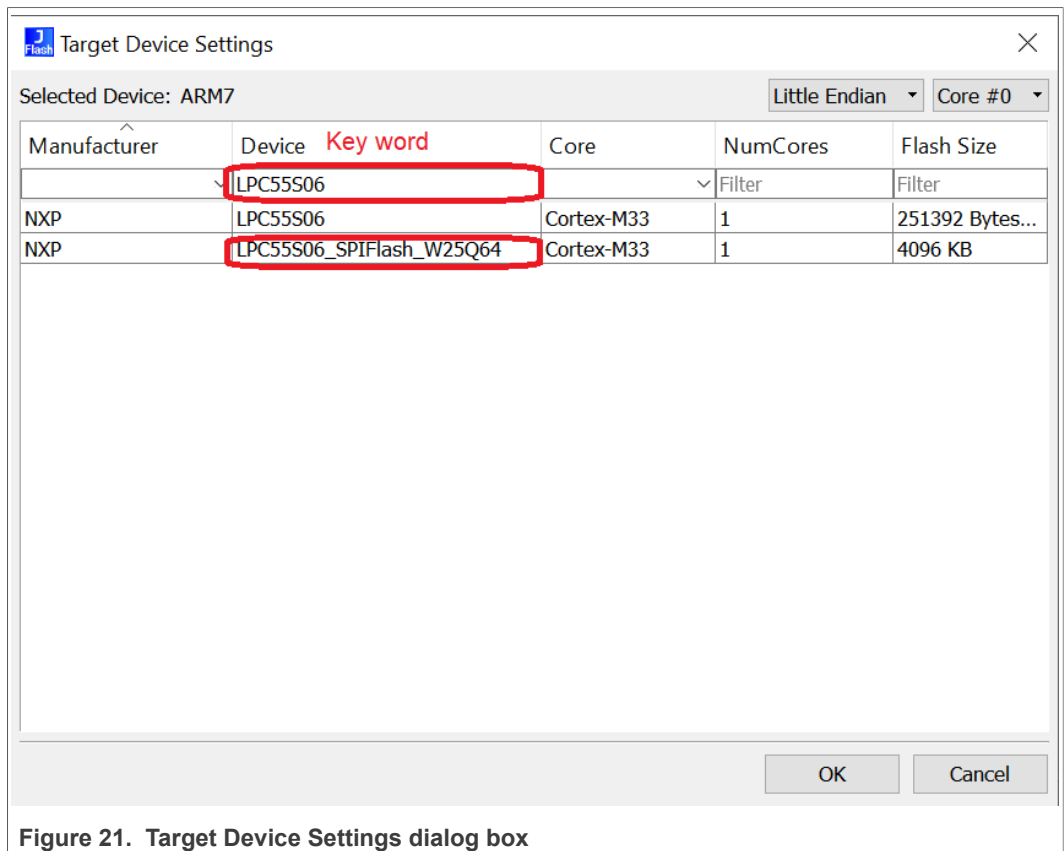 J Flash Target Device Settings
Selected Device: ARM7 Little Endian Core #0
Manufacturer Device Key word Core NumCores Flash Size
LPC55S06 Filter Filter
NXP LPC55S06 Cortex-M33 1 251392 Bytes...
NXP LPC55S06_SPIFlash_W25Q64 Cortex-M33 1 4096 KB
OK Cancel
Figure 21. Target Device Settings dialog box